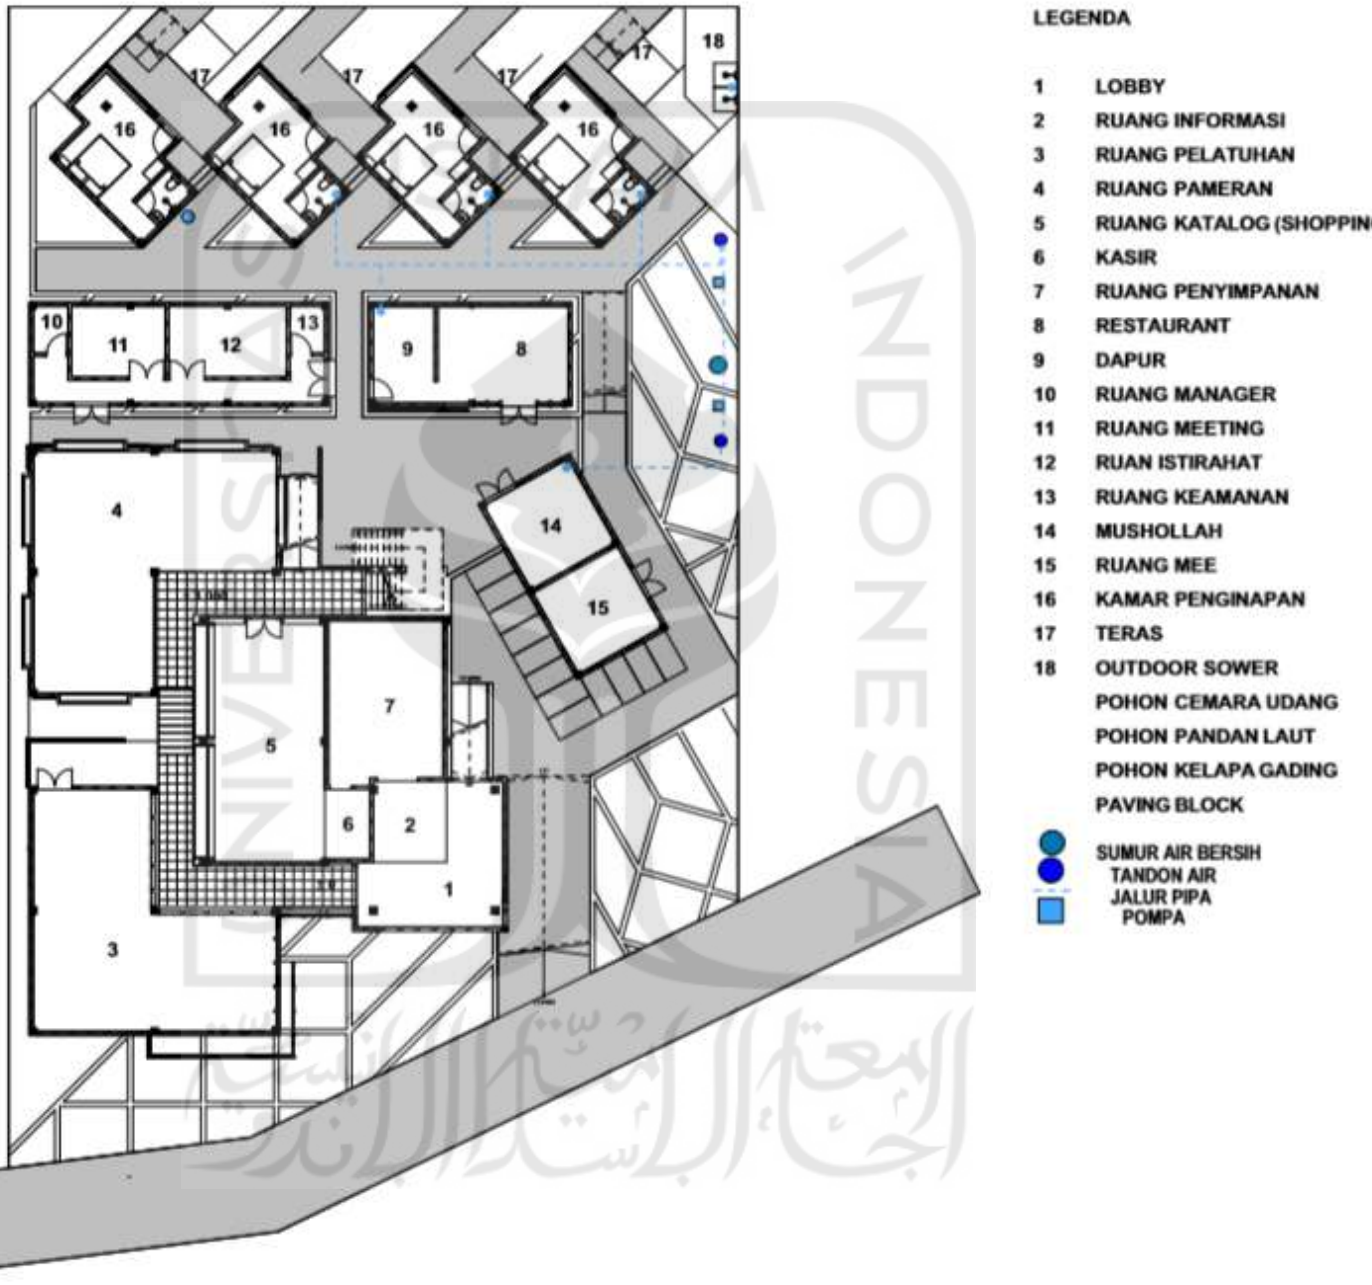 LEGENDA
1 LOBBY
2 RUANG INFORMASI
3 RUANG PELATUHAN
4 RUANG PAMERAN
5 RUANG KATALOG (SHOPPIN
6 KASIR
7 RUANG PENYIMPANAN
8 RESTAURANT
9 DAPUR
10 RUANG MANAGER
11 RUANG MEETING
12 RUAN ISTIRAHAT
13 RUANG KEAMANAN
14 MUSHOLLAH
15 RUANG MEE
16 KAMAR PENGINAPAN
17 TERAS
18 OUTDOOR SOWER
POHON CEMARA UDANG
POHON PANDAN LAUT
POHON KELAPA GADING
PAVING BLOCK
SUMUR AIR BERSIH
TANDON AIR
JALUR PIPA
POMPA
17 17 17 17 18
16 16 16 16
10 11 12 13 9 8
4
14
15
7
5
6 2
1
3
UNIVERSITAS
ISLAM
INDONESIA